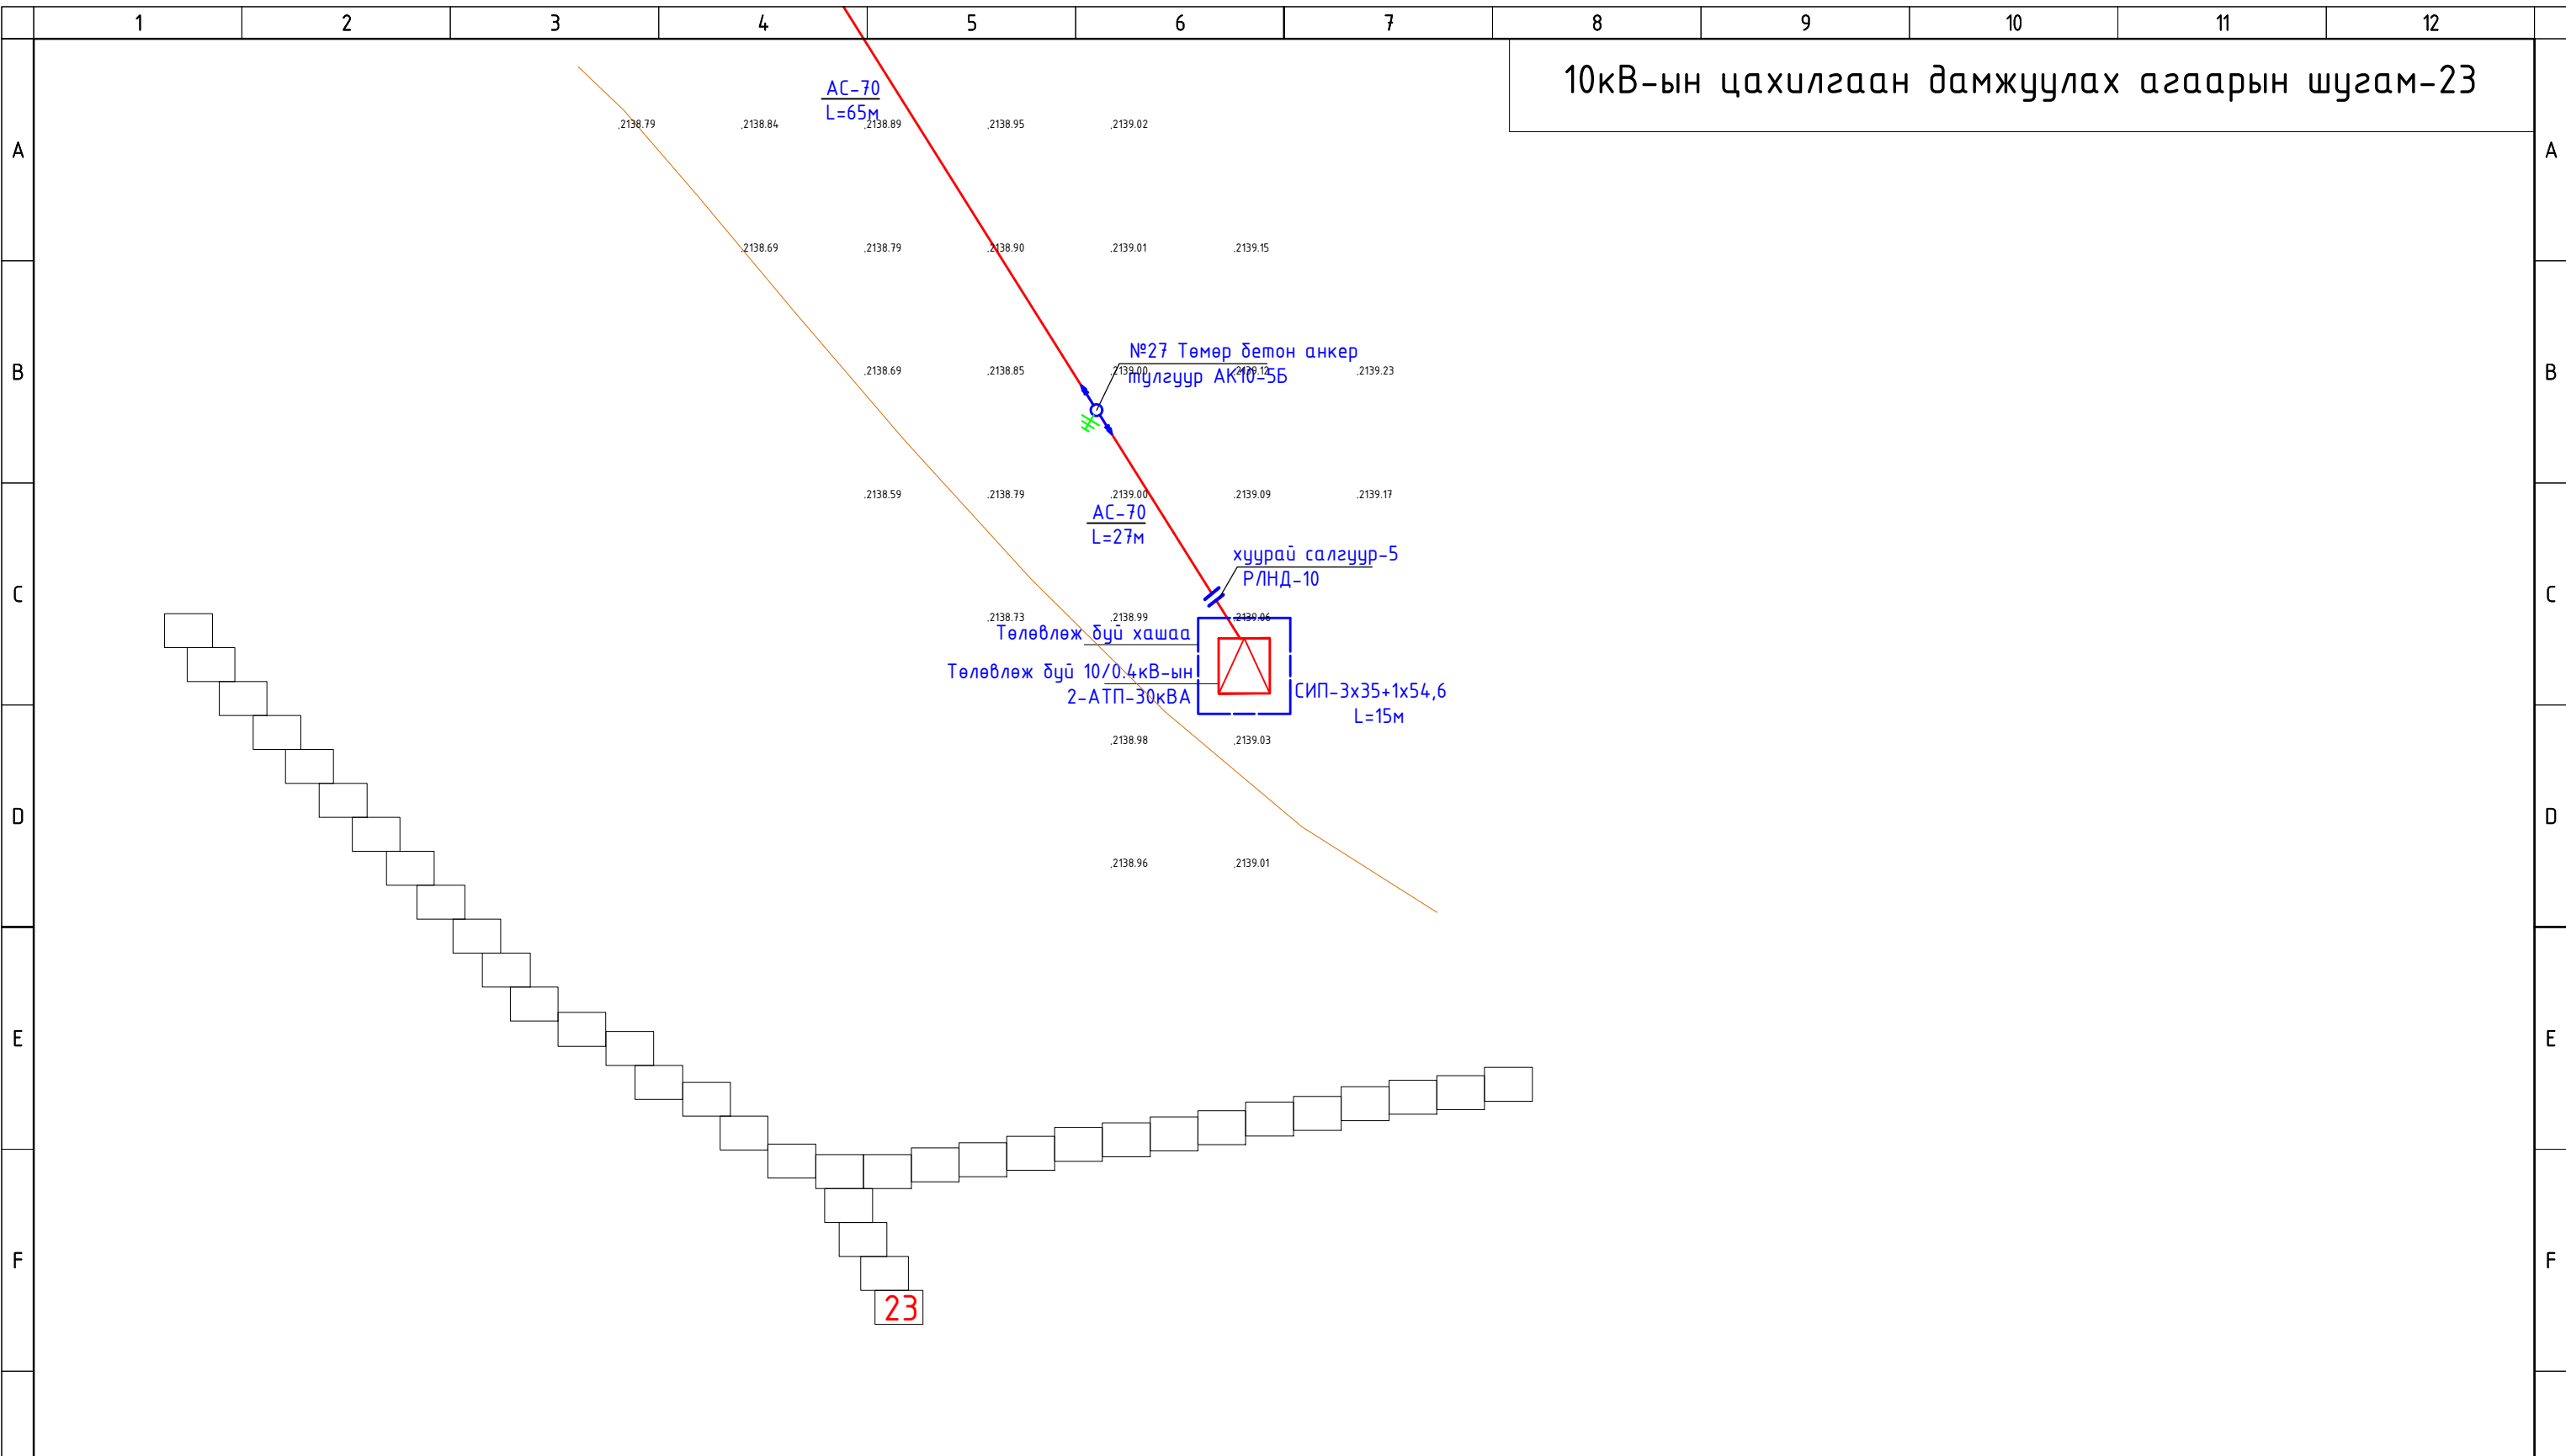 1 2 3 4 5 6 7 8 9 10 11 12
10кВ-ын цахилгаан дамжуулах агаарын шугам-23
АС-70
L=65м
A A
2138.79 2138.84 2138.89 2138.95 2139.02
2138.69 2138.79 2138.90 2139.01 2139.15
№27 Төмөр бетон анкер
тулгуур АК10-5Б
B B
2138.69 2138.85 2139.00 2139.12 2139.23
2138.59 2138.79 2139.00 2139.09 2139.17
АС-70
L=27м
хуурай салгуур-5
РЛНД-10
C C
2138.73 2138.99 2139.06
Төлөвлөж буй хашаа
Төлөвлөж буй 10/0.4кВ-ын
2-АТП-30кВА
СИП-3х35+1х54,6
L=15м
2138.98 2139.03
D D
2138.96 2139.01
E E
F F
23